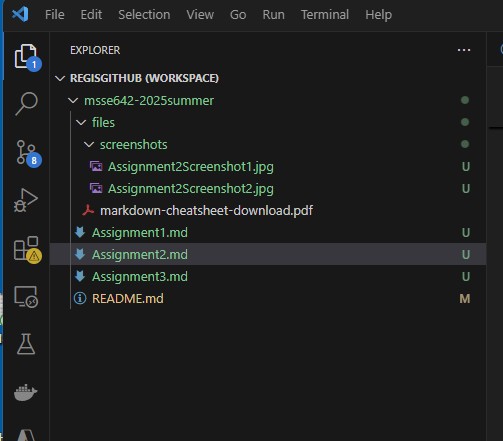 File Edit Selection View Go Run Terminal Help
EXPLORER
REGISGITHUB (WORKSPACE)
msse642-2025summer
files
screenshots
Assignment2Screenshot1.jpg U
Assignment2Screenshot2.jpg U
markdown-cheatsheet-download.pdf
Assignment1.md U
Assignment2.md U
Assignment3.md U
README.md M
1
8